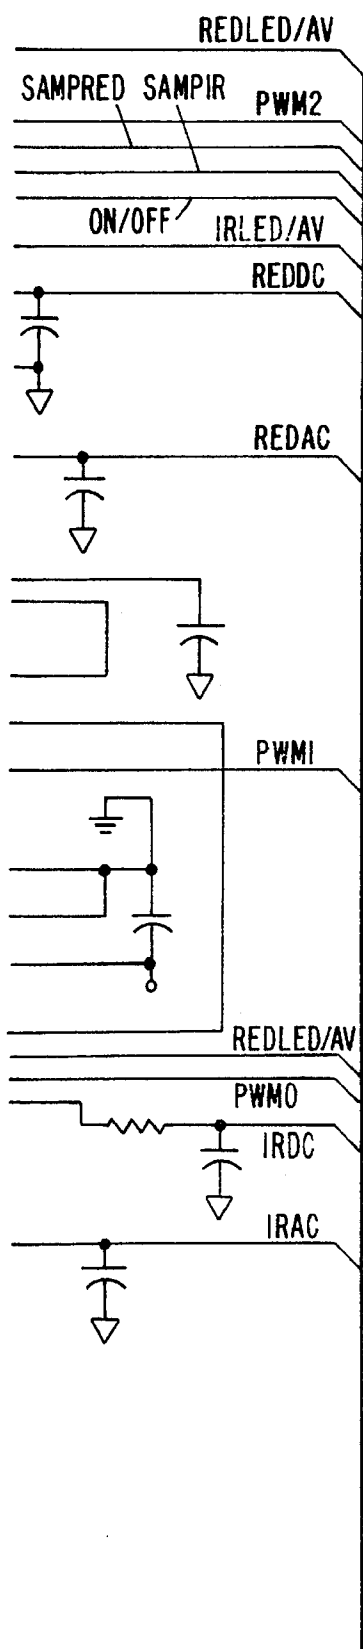 REDLED/AV
SAMPRED SAMPIR
PWM2
ON/OFF
IRLED/AV
REDDC
REDAC
PWM1
REDLED/AV
PWM0
IRDC
IRAC